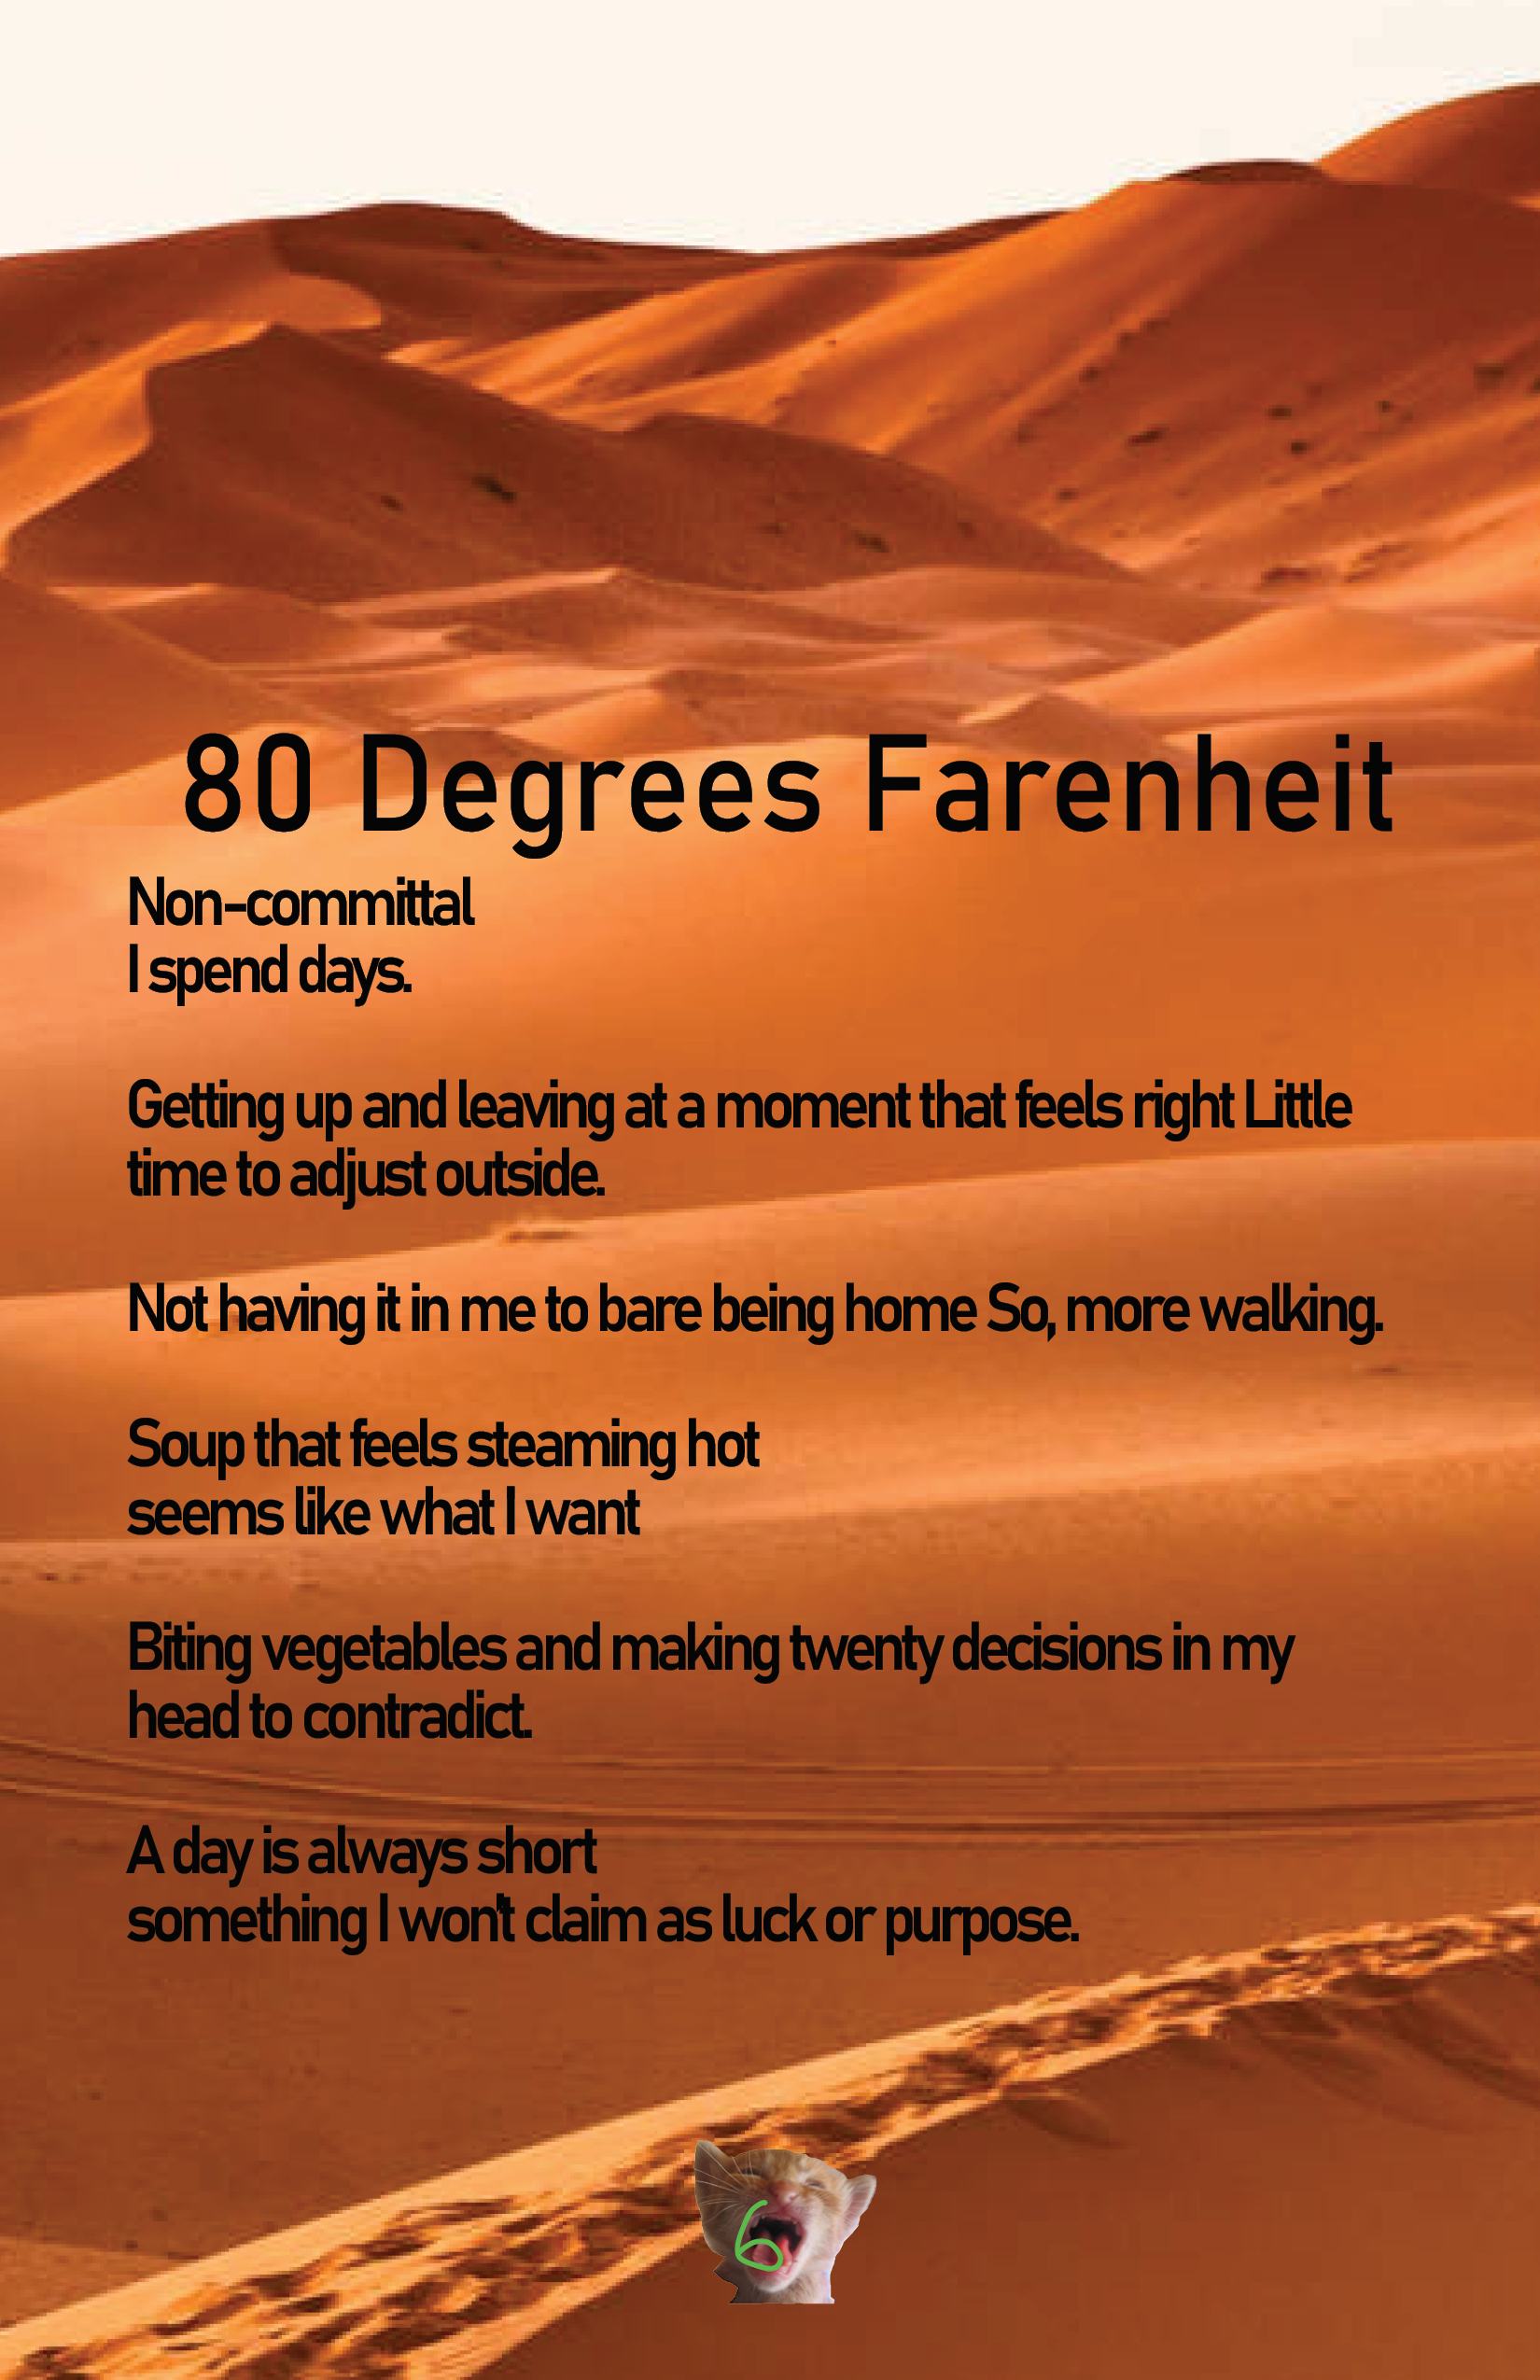 80 Degrees Farenheit
Non-committal
I spend days.
Getting up and leaving at a moment that feels right Little
time to adjust outside.
Not having it in me to bare being home So, more walking.
Soup that feels steaming hot
seems like what I want
Biting vegetables and making twenty decisions in my
head to contradict.
A day is always short
something I won't claim as luck or purpose.
6